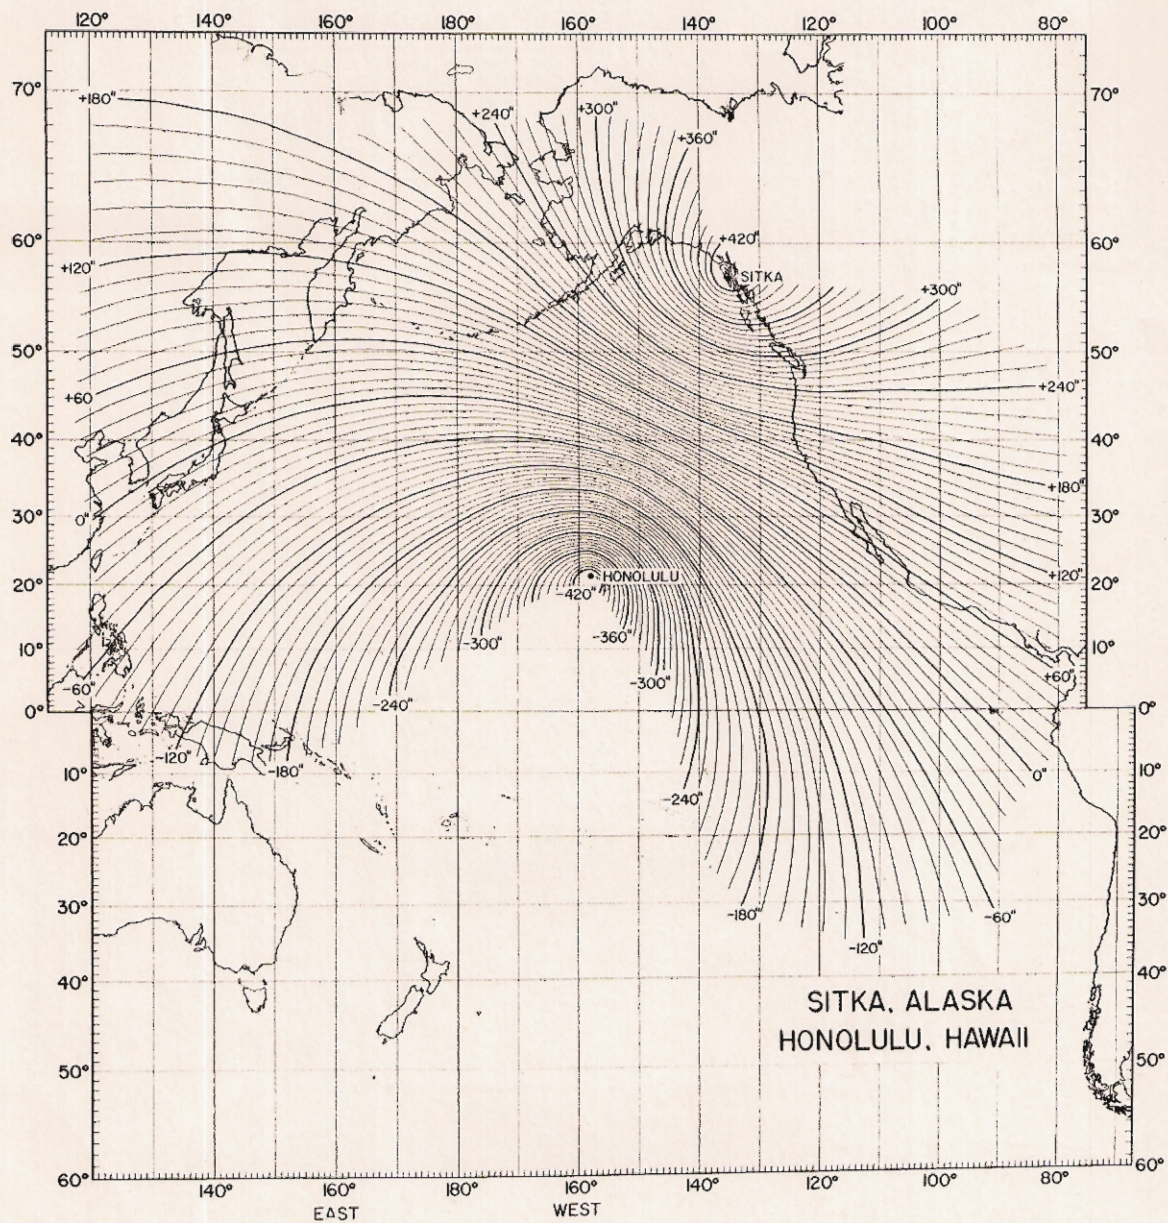 120° 140° 160° 180° 160° 140° 120° 100° 80°
70° 70°
+180" +240" +300" +360"
60° +420" 60°
+120" SITKA +300"
50° 50°
+60 +240"
40° 40°
+180"
0" 30° 30°
+120"
20° HONOLULU 20°
-420"
-300" -360"
10° 10°
-60" -300" +60"
-240"
0° 0°
-120" -180" 0"
10° 10°
-240"
20° 20°
30° -180" -60" 30°
-120"
40° 40°
SITKA, ALASKA
HONOLULU, HAWAII
50° 50°
60° 60°
140° 160° 180° 160° 140° 120° 100° 80°
EAST WEST